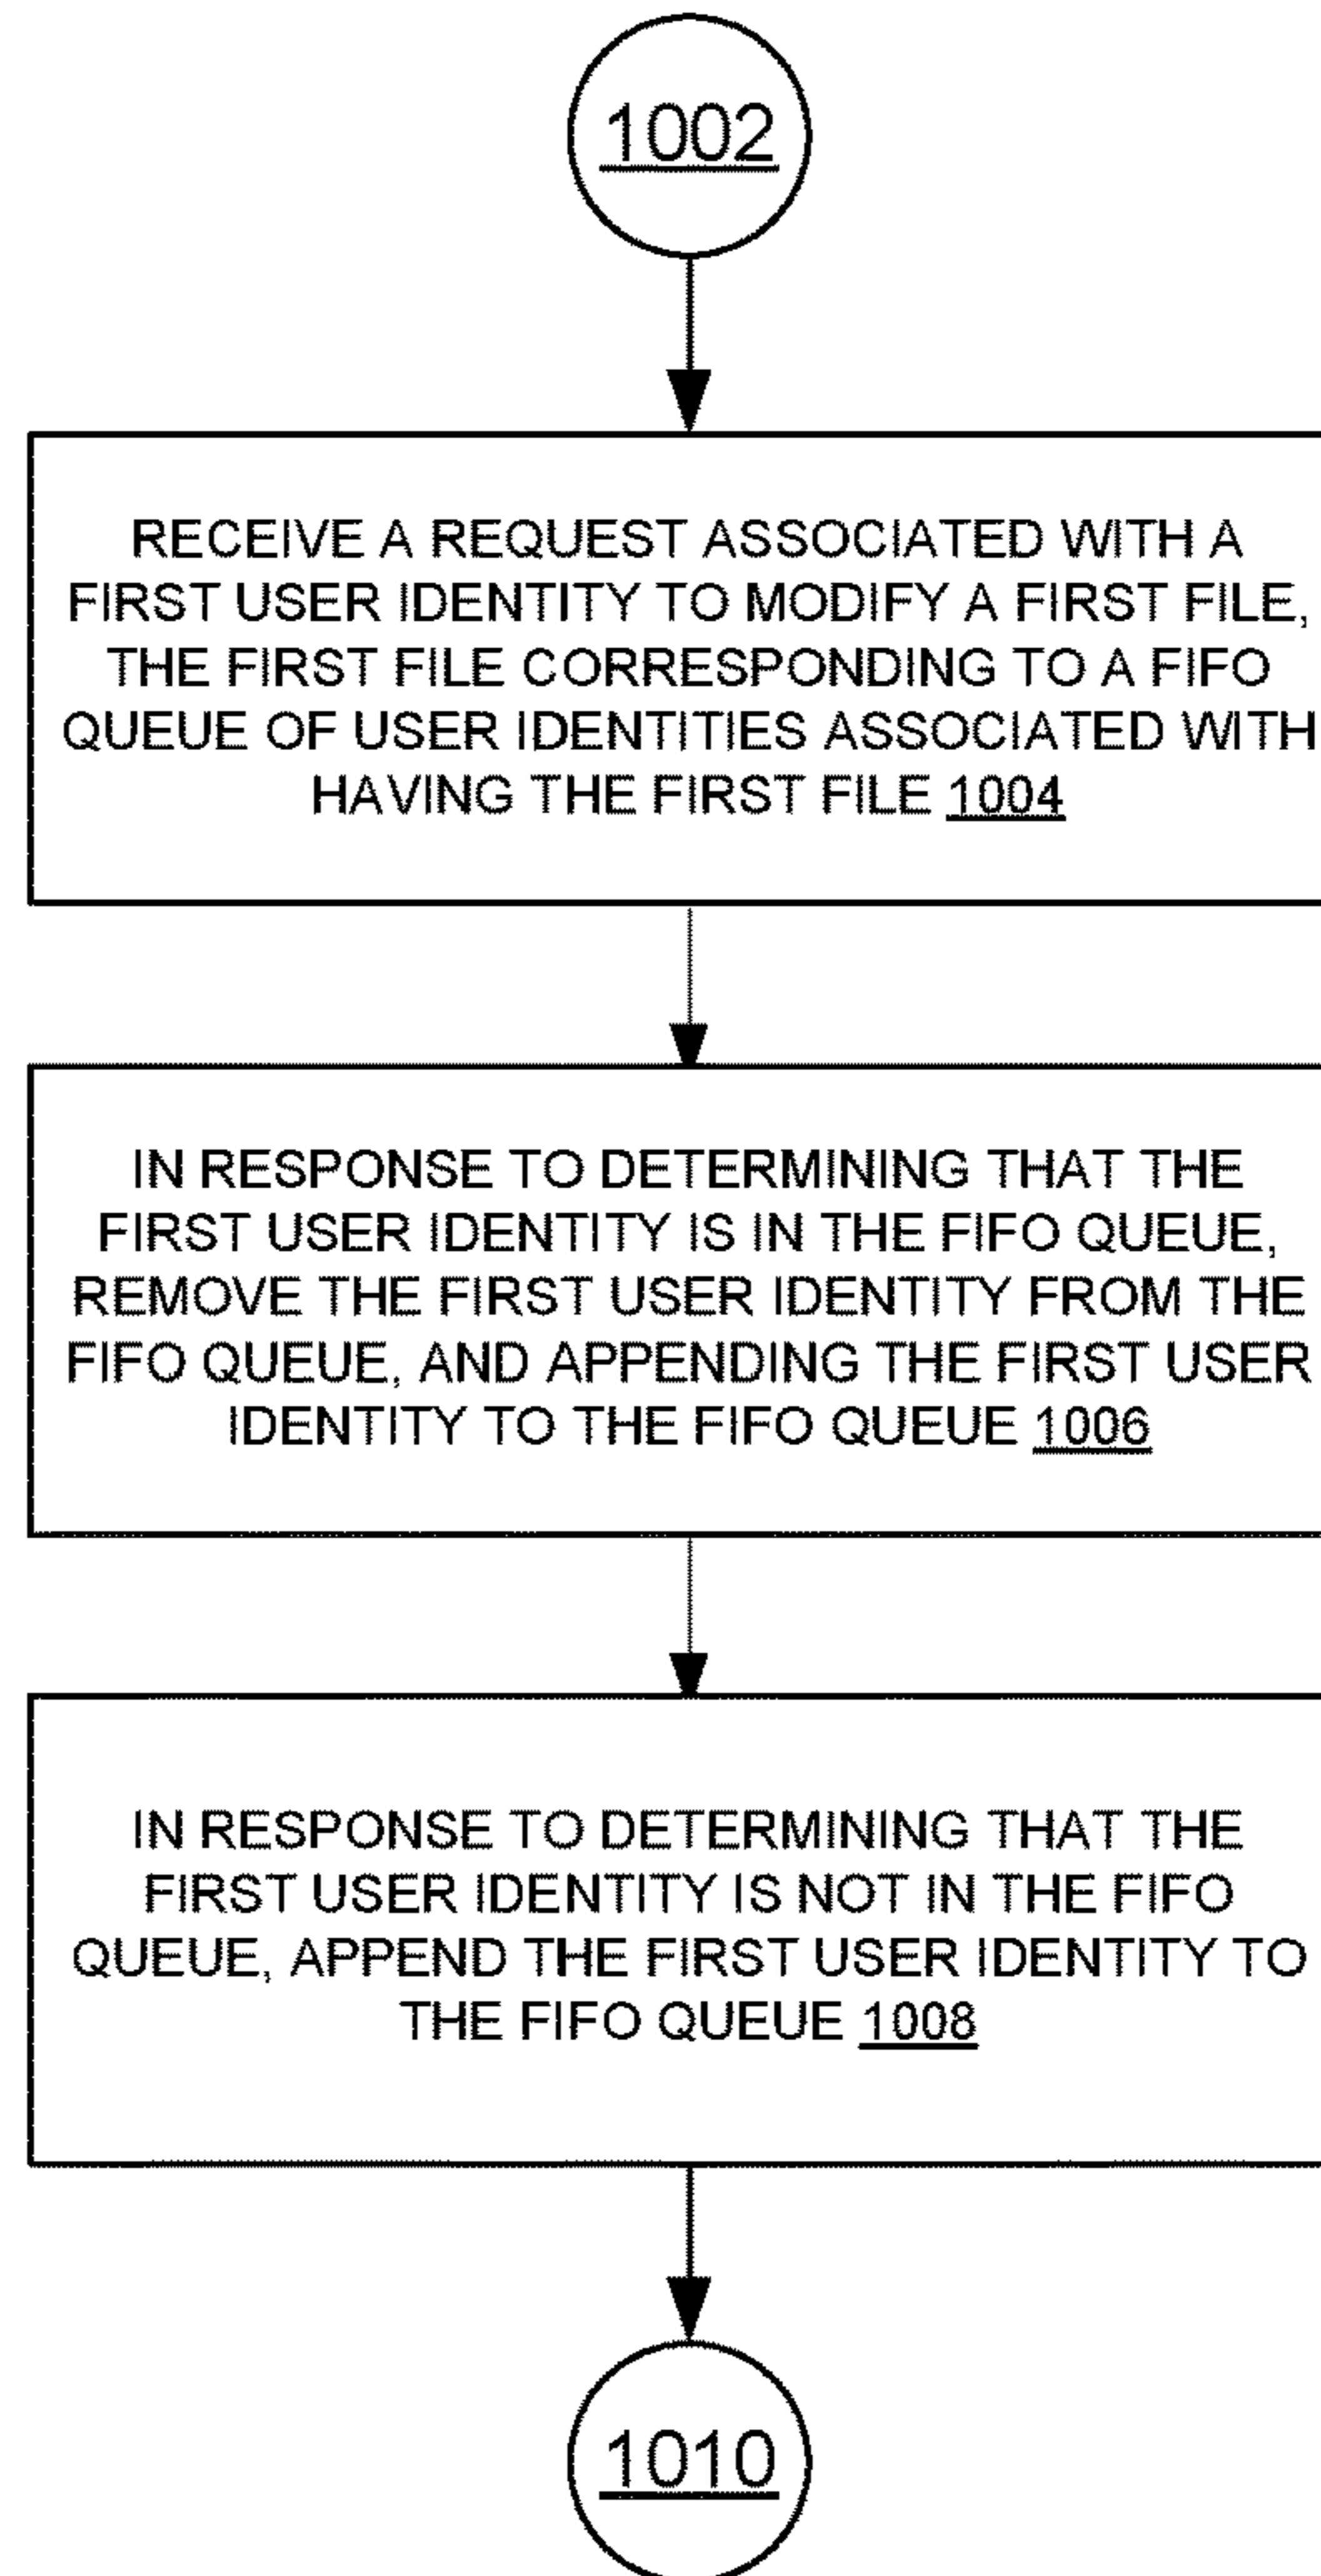 1002
RECEIVE A REQUEST ASSOCIATED WITH A
FIRST USER IDENTITY TO MODIFY A FIRST FILE,
THE FIRST FILE CORRESPONDING TO A FIFO
QUEUE OF USER IDENTITIES ASSOCIATED WITH
HAVING THE FIRST FILE 1004
IN RESPONSE TO DETERMINING THAT THE
FIRST USER IDENTITY IS IN THE FIFO QUEUE,
REMOVE THE FIRST USER IDENTITY FROM THE
FIFO QUEUE, AND APPENDING THE FIRST USER
IDENTITY TO THE FIFO QUEUE 1006
IN RESPONSE TO DETERMINING THAT THE
FIRST USER IDENTITY IS NOT IN THE FIFO
QUEUE, APPEND THE FIRST USER IDENTITY TO
THE FIFO QUEUE 1008
1010